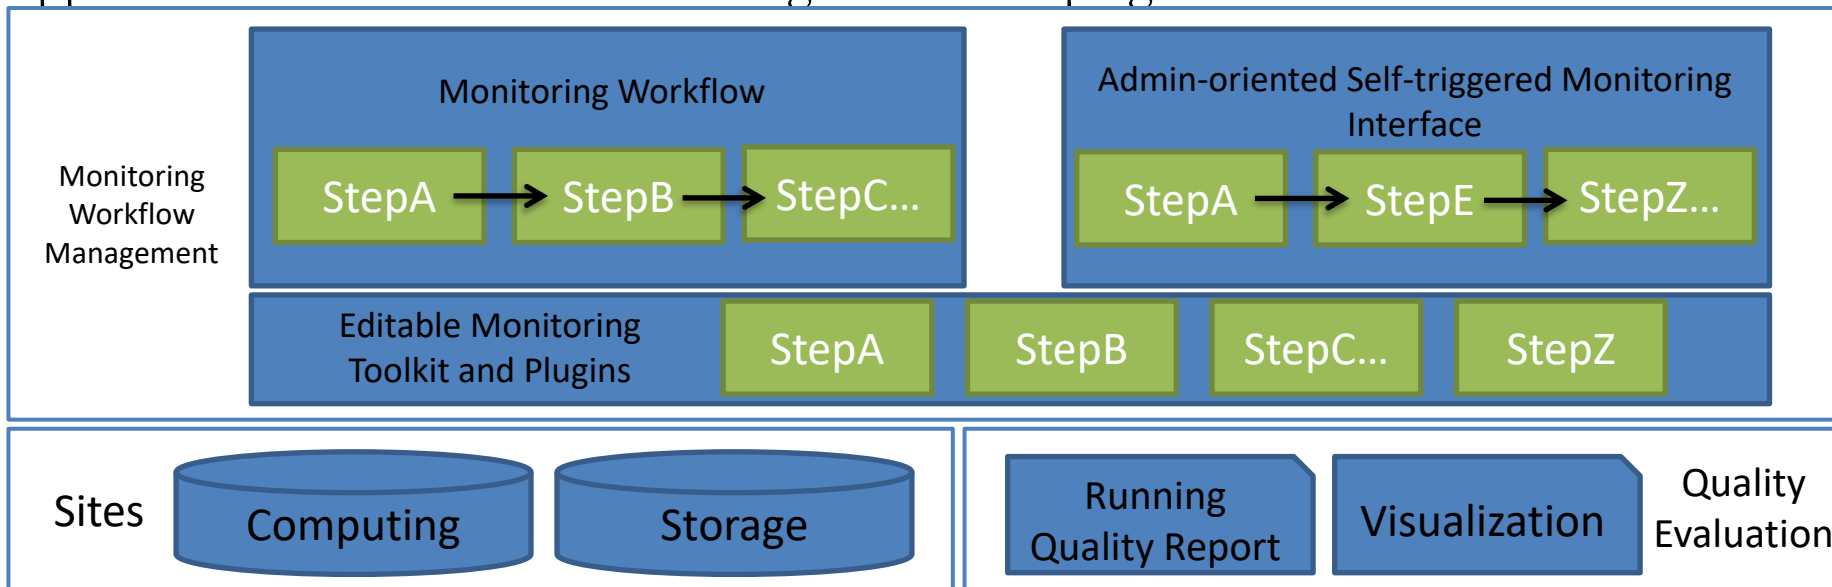 Monitoring Workflow
Admin-oriented Self-triggered Monitoring
Interface
StepA
StepB
StepC...
StepA
StepE
StepZ...
Monitoring
Workflow
Management
Editable Monitoring
Toolkit and Plugins
StepA
StepB
StepC...
StepZ
Sites
Computing
Storage
Running
Quality Report
Visualization
Quality
Evaluation